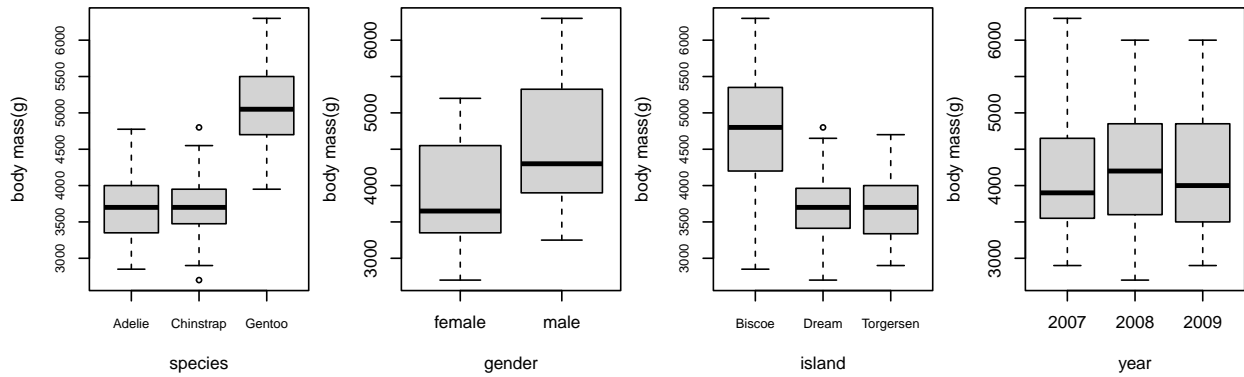 body mass(g)
3000 3500 4000 4500 5000 5500 6000
Adelie Chinstrap Gentoo
species
body mass(g)
3000 4000 5000 6000
female male
gender
body mass(g)
3000 3500 4000 4500 5000 5500 6000
Biscoe Dream Torgersen
island
body mass(g)
3000 4000 5000 6000
2007 2008 2009
year